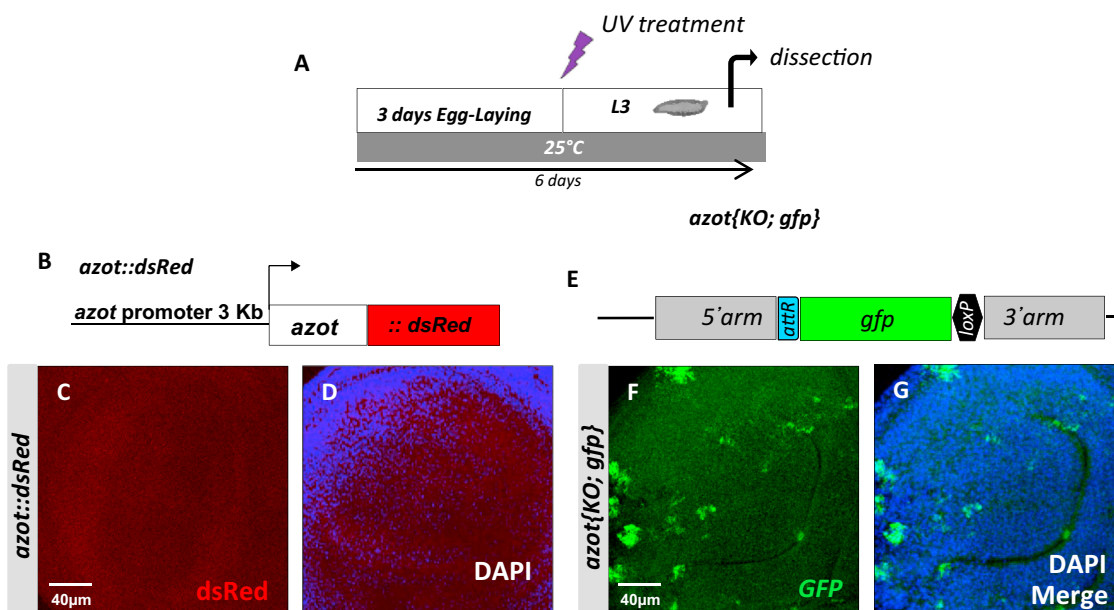 UV treatment
A
dissection
3 days Egg-Laying
L3
25°C
6 days
azot{KO; gfp}
B
azot::dsRed
azot promoter 3 Kb
azot
:: dsRed
E
5'arm
attR
gfp
loxP
3'arm
azot::dsRed
C
D
40µm
dsRed
DAPI
azot{KO; gfp}
F
G
40µm
GFP
DAPI
Merge